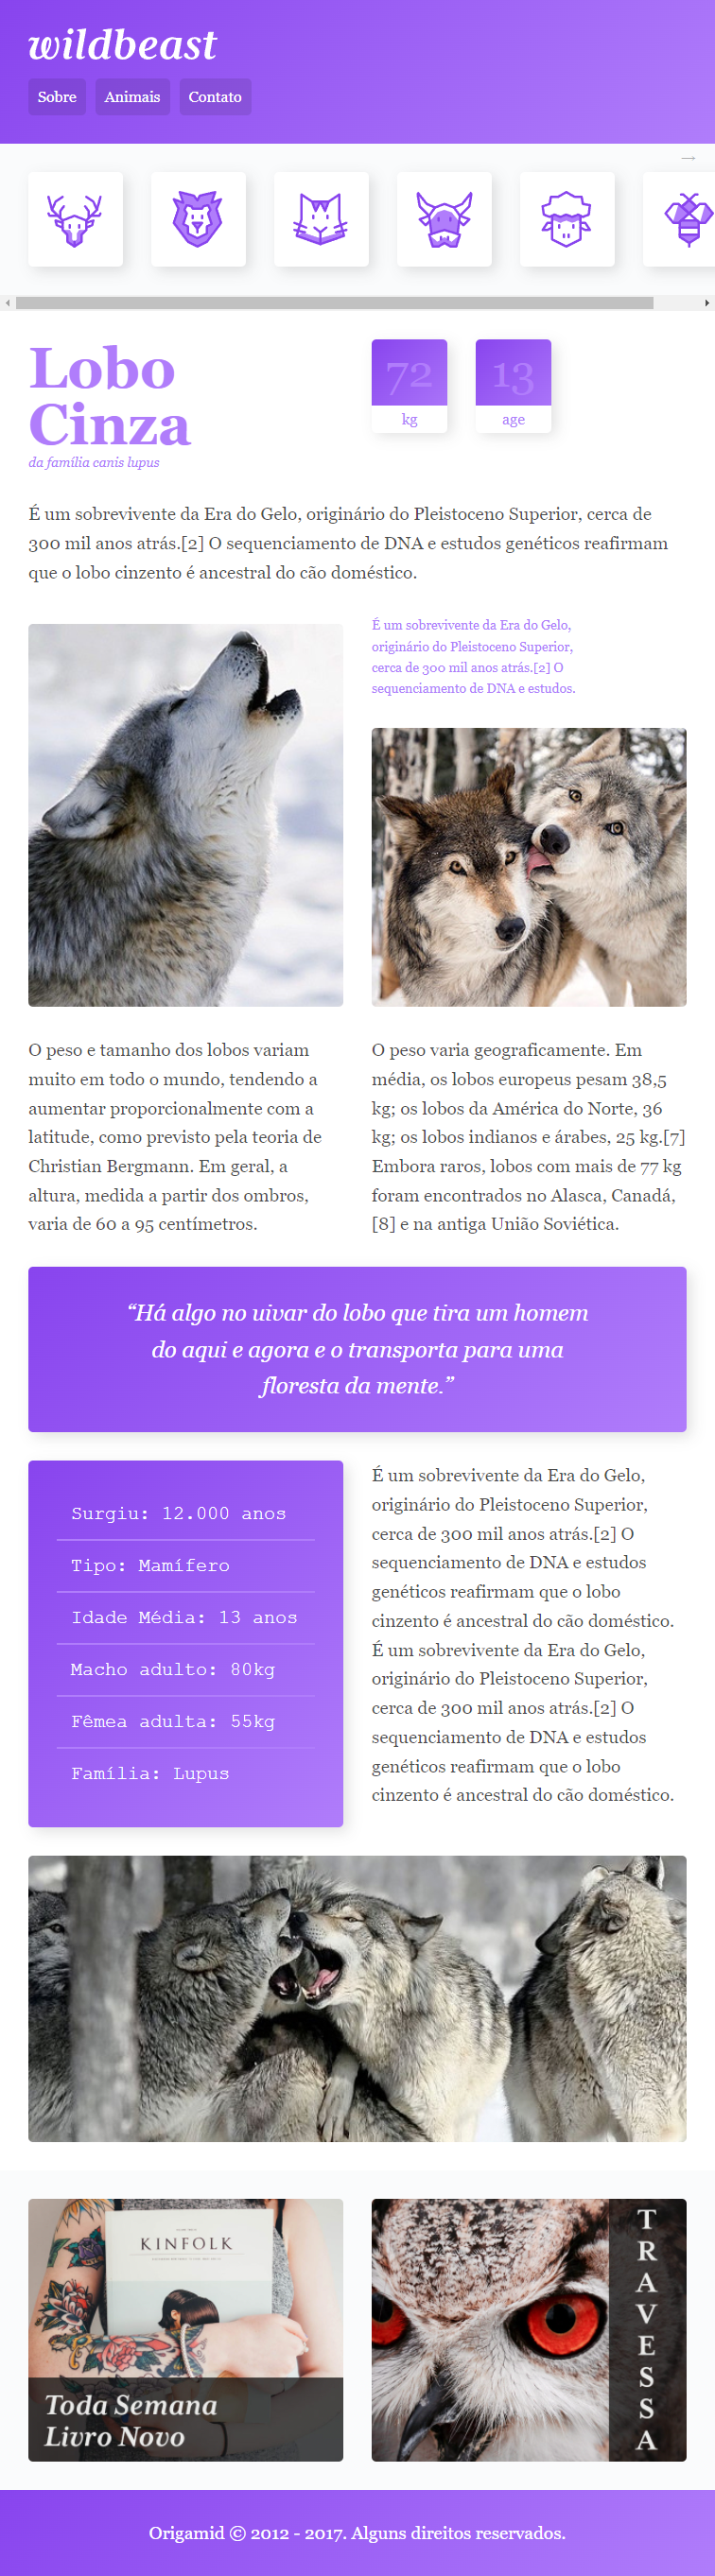 wildbeast
Sobre
Animais
Contato
→
Lobo
Cinza
da família canis lupus
72
kg
13
age
É um sobrevivente da Era do Gelo, originário do Pleistoceno Superior, cerca de
300 mil anos atrás.[2] O sequenciamento de DNA e estudos genéticos reafirmam
que o lobo cinzento é ancestral do cão doméstico.
É um sobrevivente da Era do Gelo,
originário do Pleistoceno Superior,
cerca de 300 mil anos atrás.[2] O
sequenciamento de DNA e estudos.
O peso e tamanho dos lobos variam
muito em todo o mundo, tendendo a
aumentar proporcionalmente com a
latitude, como previsto pela teoria de
Christian Bergmann. Em geral, a
altura, medida a partir dos ombros,
varia de 60 a 95 centímetros.
O peso varia geograficamente. Em
média, os lobos europeus pesam 38,5
kg; os lobos da América do Norte, 36
kg; os lobos indianos e árabes, 25 kg.[7]
Embora raros, lobos com mais de 77 kg
foram encontrados no Alasca, Canadá,
[8] e na antiga União Soviética.
“Há algo no uivar do lobo que tira um homem
do aqui e agora e o transporta para uma
floresta da mente.”
Surgiu: 12.000 anos
Tipo: Mamífero
Idade Média: 13 anos
Macho adulto: 80kg
Fêmea adulta: 55kg
Família: Lupus
É um sobrevivente da Era do Gelo,
originário do Pleistoceno Superior,
cerca de 300 mil anos atrás.[2] O
sequenciamento de DNA e estudos
genéticos reafirmam que o lobo
cinzento é ancestral do cão doméstico.
É um sobrevivente da Era do Gelo,
originário do Pleistoceno Superior,
cerca de 300 mil anos atrás.[2] O
sequenciamento de DNA e estudos
genéticos reafirmam que o lobo
cinzento é ancestral do cão doméstico.
KINFOLK
Toda Semana
Livro Novo
TRAVESSA
Origamid © 2012 - 2017. Alguns direitos reservados.